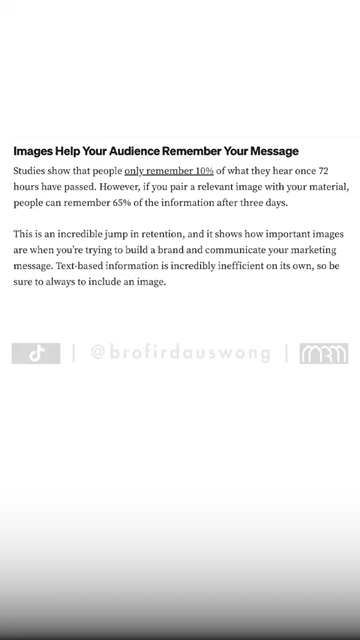 Images Help Your Audience Remember Your Message
Studies show that people only remember 10% of what they hear once 72
hours have passed. However, if you pair a relevant image with your material,
people can remember 65% of the information after three days.
This is an incredible jump in retention, and it shows how important images
are when you're trying to build a brand and communicate your marketing
message. Text-based information is incredibly inefficient on its own, so be
sure to always to include an image.
| @brofirdauswong | MRM